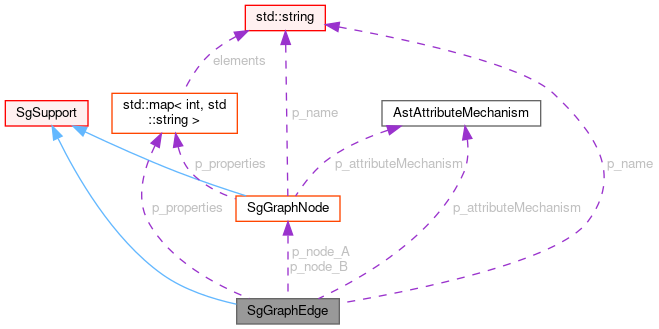 std::string
elements
std::map< int, std
::string >
SgSupport
p_name
AstAttributeMechanism
p_properties
p_attributeMechanism
p_name
p_properties
SgGraphNode
p_attributeMechanism
p_node_A
p_node_B
SgGraphEdge